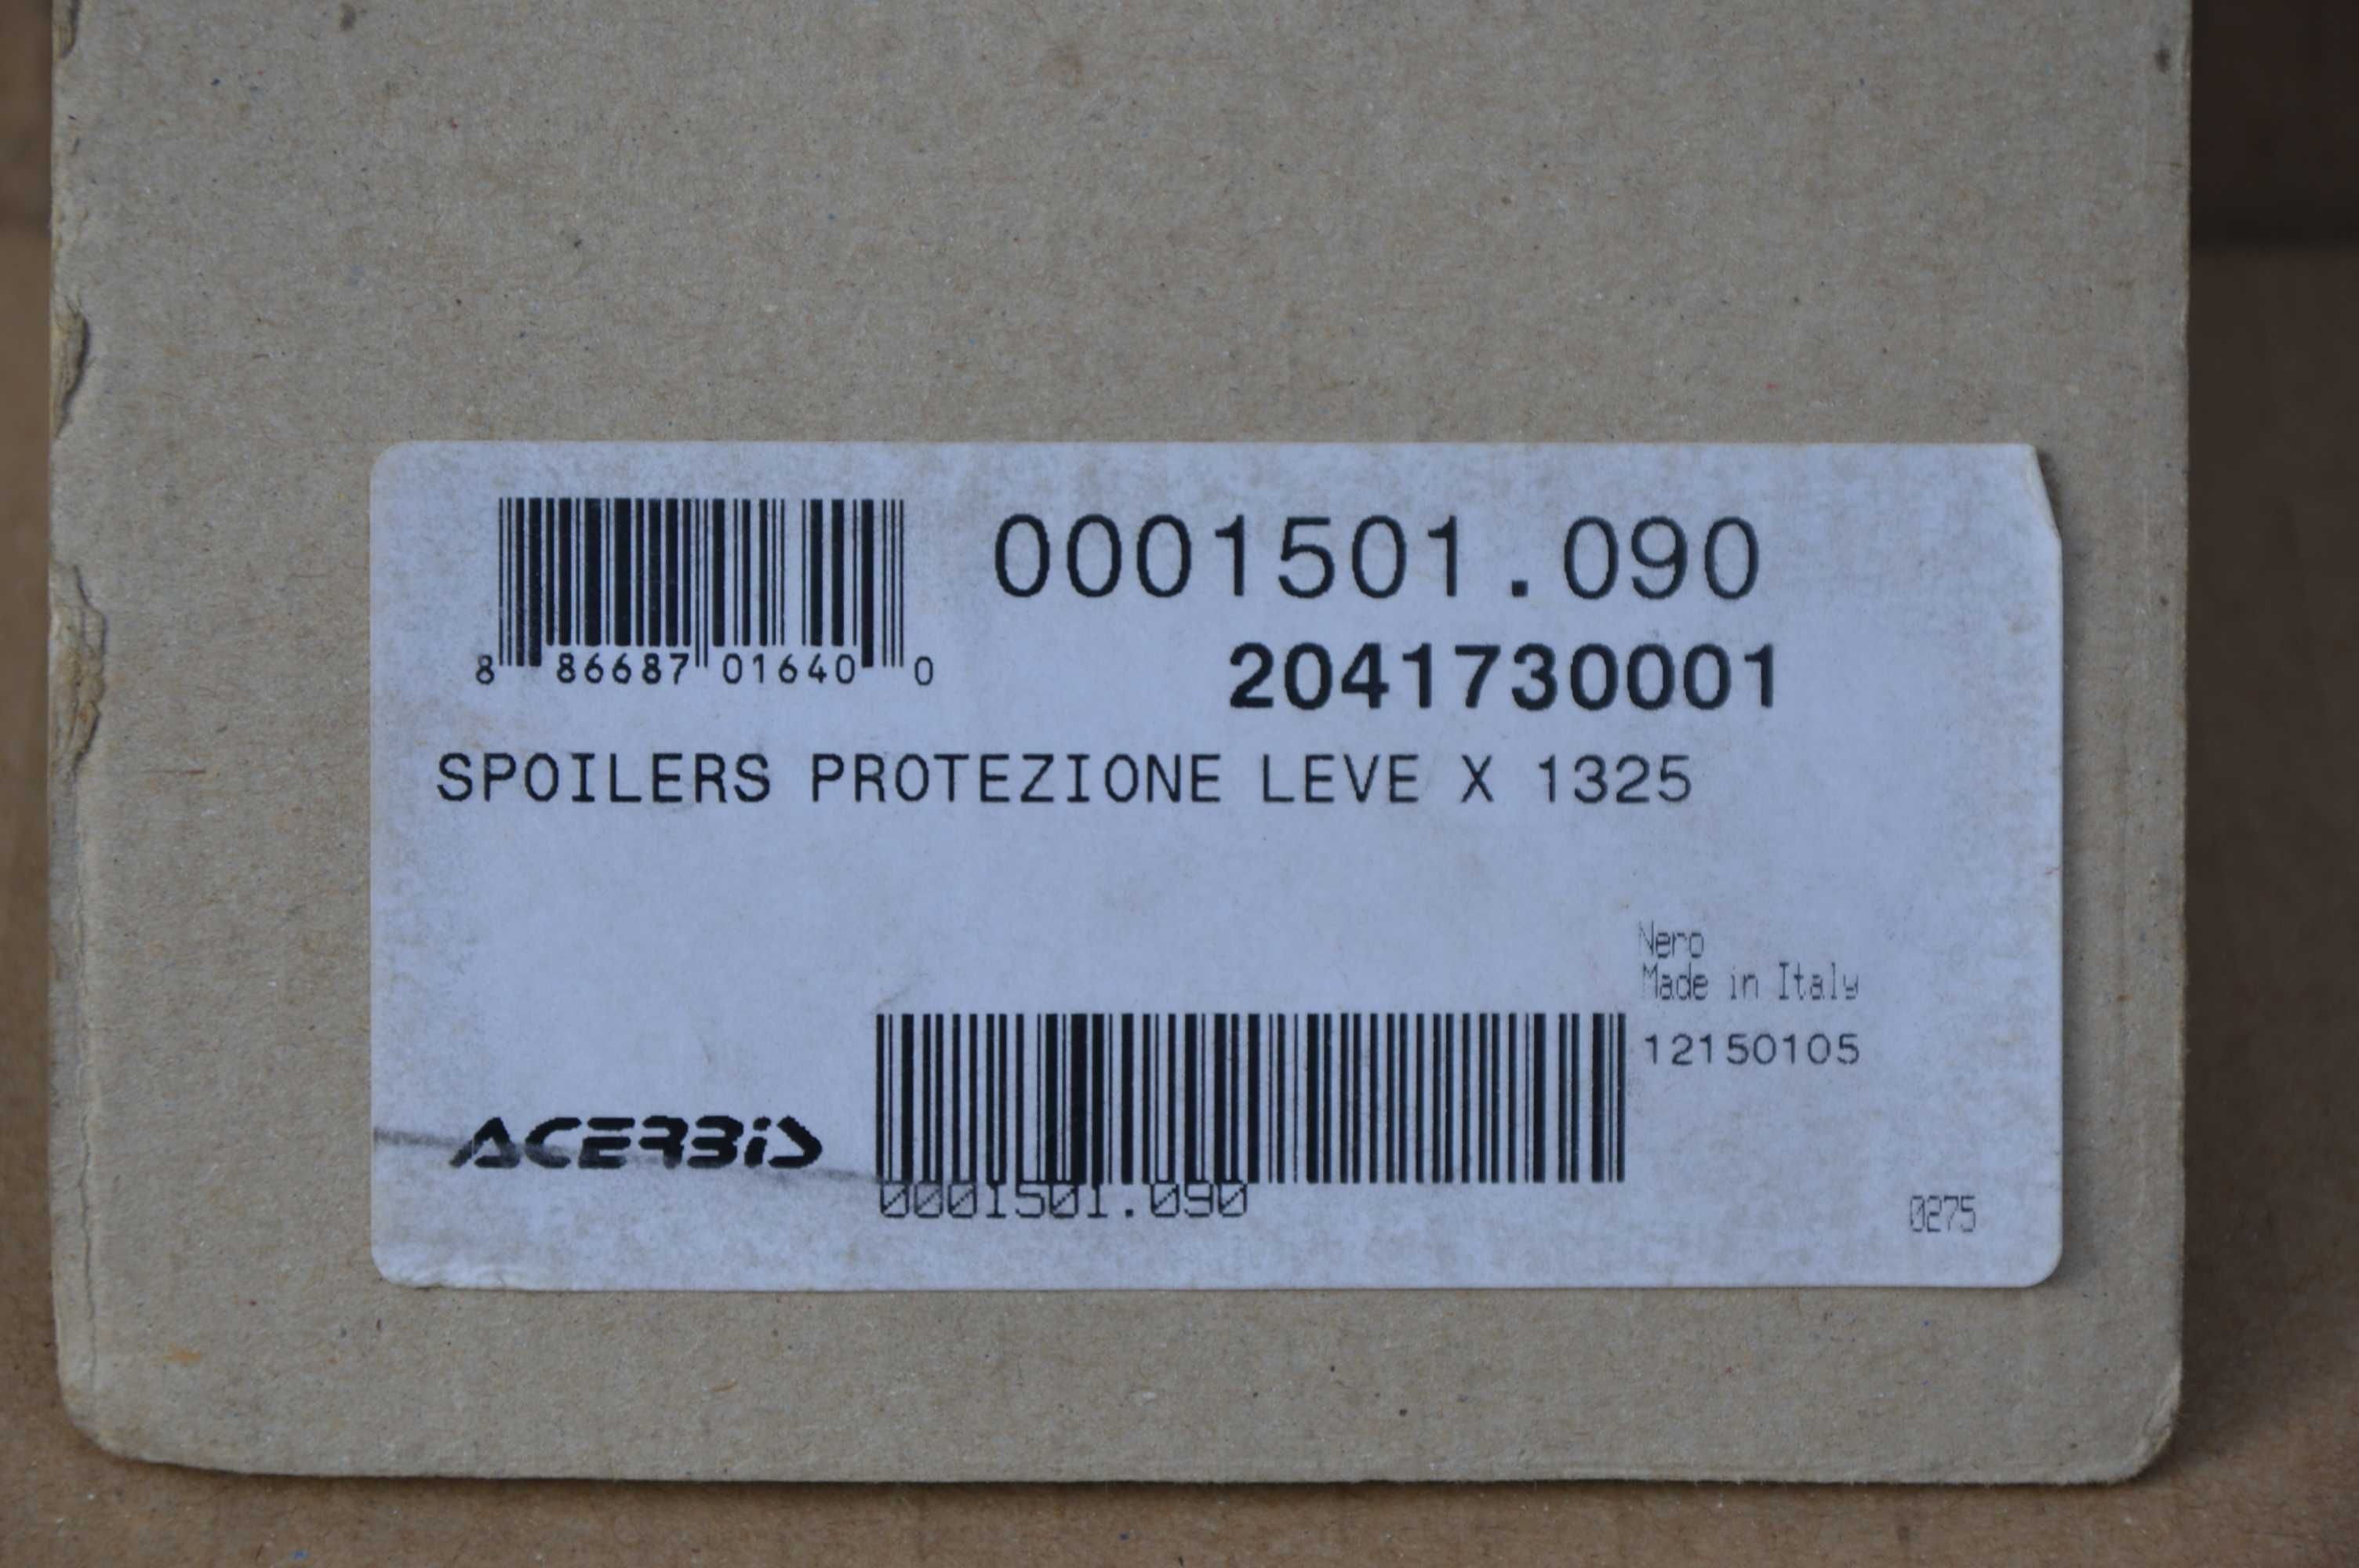 0001501.090
8 86687 01640 0
2041730001
SPOILERS PROTEZIONE LEVE X 1325
Nero
Made in Italy
12150105
ACERBIS
0001501.090
0275